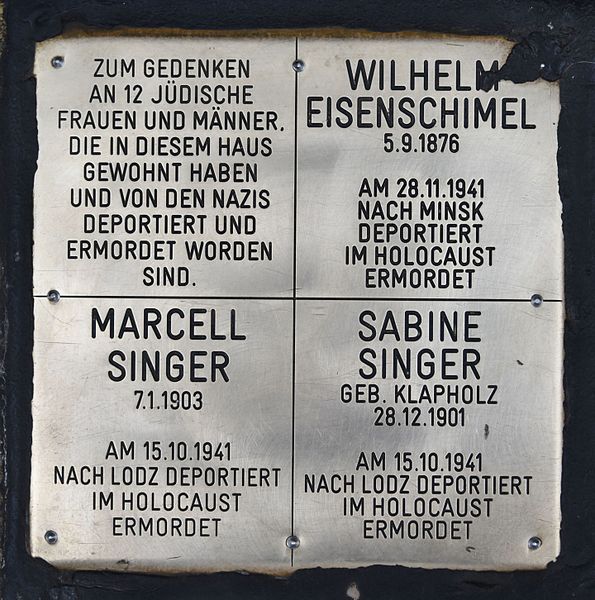 ZUM GEDENKEN
AN 12 JÜDISCHE
FRAUEN UND MÄNNER,
DIE IN DIESEM HAUS
GEWOHNT HABEN
UND VON DEN NAZIS
DEPORTIERT UND
ERMORDET WORDEN
SIND.
WILHELM
EISENSCHIMEL
5.9.1876
AM 28.11.1941
NACH MINSK
DEPORTIERT
IM HOLOCAUST
ERMORDET
MARCELL
SINGER
7.1.1903
AM 15.10.1941
NACH LODZ DEPORTIERT
IM HOLOCAUST
ERMORDET
SABINE
SINGER
GEB. KLAPHOLZ
28.12.1901
AM 15.10.1941
NACH LODZ DEPORTIERT
IM HOLOCAUST
ERMORDET